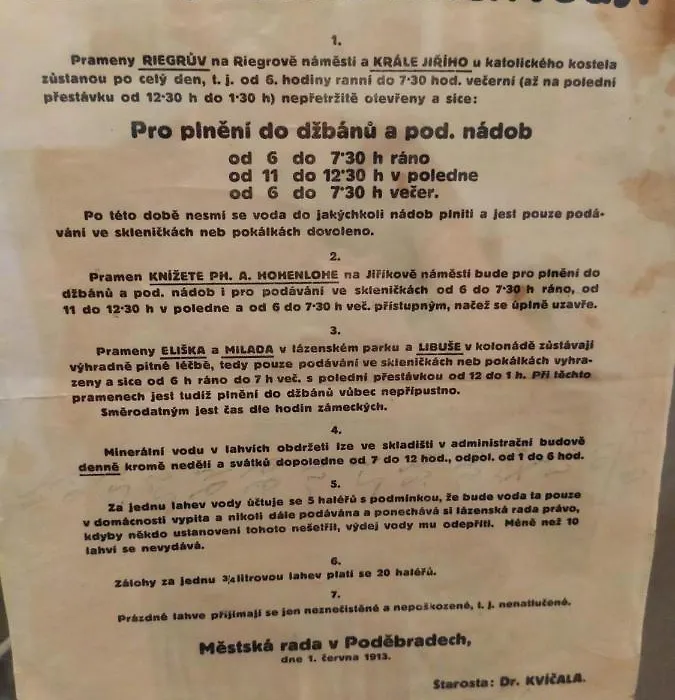 1.
Prameny RIEGRŮV na Riegrově náměstí a KRÁLE JIŘÍHO u katolického kostela
zůstanou po celý den, t. j. od 6. hodiny ranní do 7·30 hod. večerní (až na polední
přestávku od 12·30 h do 1·30 h) nepřetržitě otevřeny a sice:
Pro plnění do džbánů a pod. nádob
od 6 do 7·30 h ráno
od 11 do 12·30 h v poledne
od 6 do 7·30 h večer.
Po této době nesmí se voda do jakýchkoli nádob plniti a jest pouze podá-
vání ve skleničkách neb pokálkách dovoleno.
2.
Pramen KNÍŽETE PH. A. HOHENLOHE na Jiříkově náměstí bude pro plnění do
džbánů a pod. nádob i pro podávání ve skleničkách od 6 do 7·30 h ráno, od
11 do 12·30 h v poledne a od 6 do 7·30 h več. přístupným, načež se úplně uzavře.
3.
Prameny ELIŠKA a MILADA v lázenském parku a LIBUŠE v kolonádě zůstávají
výhradně pitné léčbě, tedy pouze podávání ve skleničkách neb pokálkách vyhra-
zeny a sice od 6 h ráno do 7 h več. s polední přestávkou od 12 do 1 h. Při těchto
pramenech jest tudíž plnění do džbánů vůbec nepřípustno.
Směrodatným jest čas dle hodin zámeckých.
4.
Minerální vodu v lahvích obdržeti lze ve skladišti v administrační budově
denně kromě neděli a svátků dopoledne od 7 do 12 hod., odpol. od 1 do 6 hod.
5.
Za jednu lahev vody účtuje se 5 haléřů s podmínkou, že bude voda ta pouze
v domácnosti vypita a nikoli dále podávána a ponechává si lázenská rada právo,
kdyby někdo ustanovení tohoto nešetřil, výdej vody mu odepříti. Méně než 10
lahví se nevydává.
6.
Zálohy za jednu ¾ litrovou lahev platí se 20 haléřů.
7.
Prázdné lahve přijímají se jen neznečistěné a nepoškozené, t. j. nenatlučené.
Městská rada v Poděbradech,
dne 1. června 1913.
Starosta: Dr. KVÍČALA.